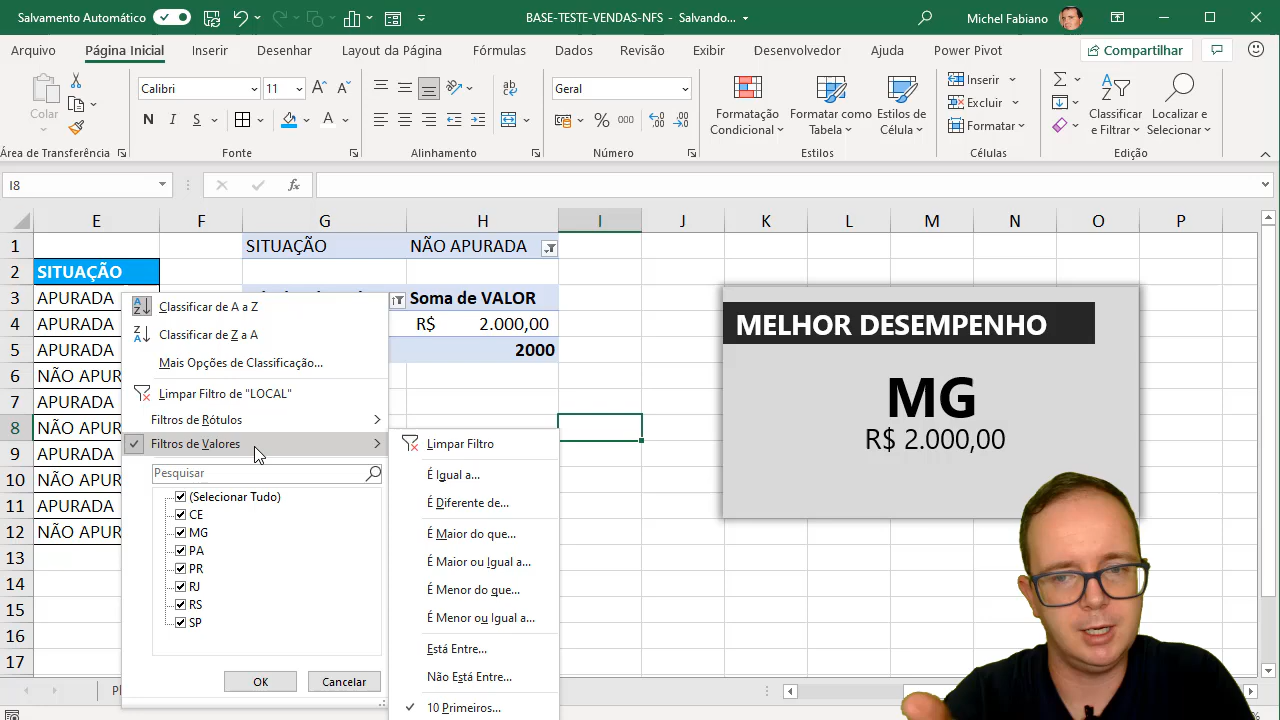 Salvamento Automático
BASE-TESTE-VENDAS-NFS - Salvando...
Michel Fabiano
Arquivo Página Inicial Inserir Desenhar Layout da Página Fórmulas Dados Revisão Exibir Desenvolvedor Ajuda Power Pivot Compartilhar
Colar
Calibri 11
N I S
Geral
% 000
Formatação Condicional
Formatar como Tabela
Estilos de Célula
Inserir
Excluir
Formatar
Classificar e Filtrar
Localizar e Selecionar
Área de Transferência Fonte Alinhamento Número Estilos Células Edição
I8 fx
E F G H I J K L M N O P
1 SITUAÇÃO NÃO APURADA
2 SITUAÇÃO
3 APURADA Soma de VALOR
4 APURADA R$ 2.000,00
5 APURADA 2000
6 NÃO APUR
7 APURADA
8 NÃO APUR
9 APURADA
10 NÃO APUR
11 APURADA
12 NÃO APUR
13
14
15
16
17
Classificar de A a Z
Classificar de Z a A
Mais Opções de Classificação...
Limpar Filtro de "LOCAL"
Filtros de Rótulos
Filtros de Valores
Pesquisar
(Selecionar Tudo)
CE
MG
PA
PR
RJ
RS
SP
OK Cancelar
Limpar Filtro
É Igual a...
É Diferente de...
É Maior do que...
É Maior ou Igual a...
É Menor do que...
É Menor ou Igual a...
Está Entre...
Não Está Entre...
10 Primeiros...
MELHOR DESEMPENHO
MG
R$ 2.000,00